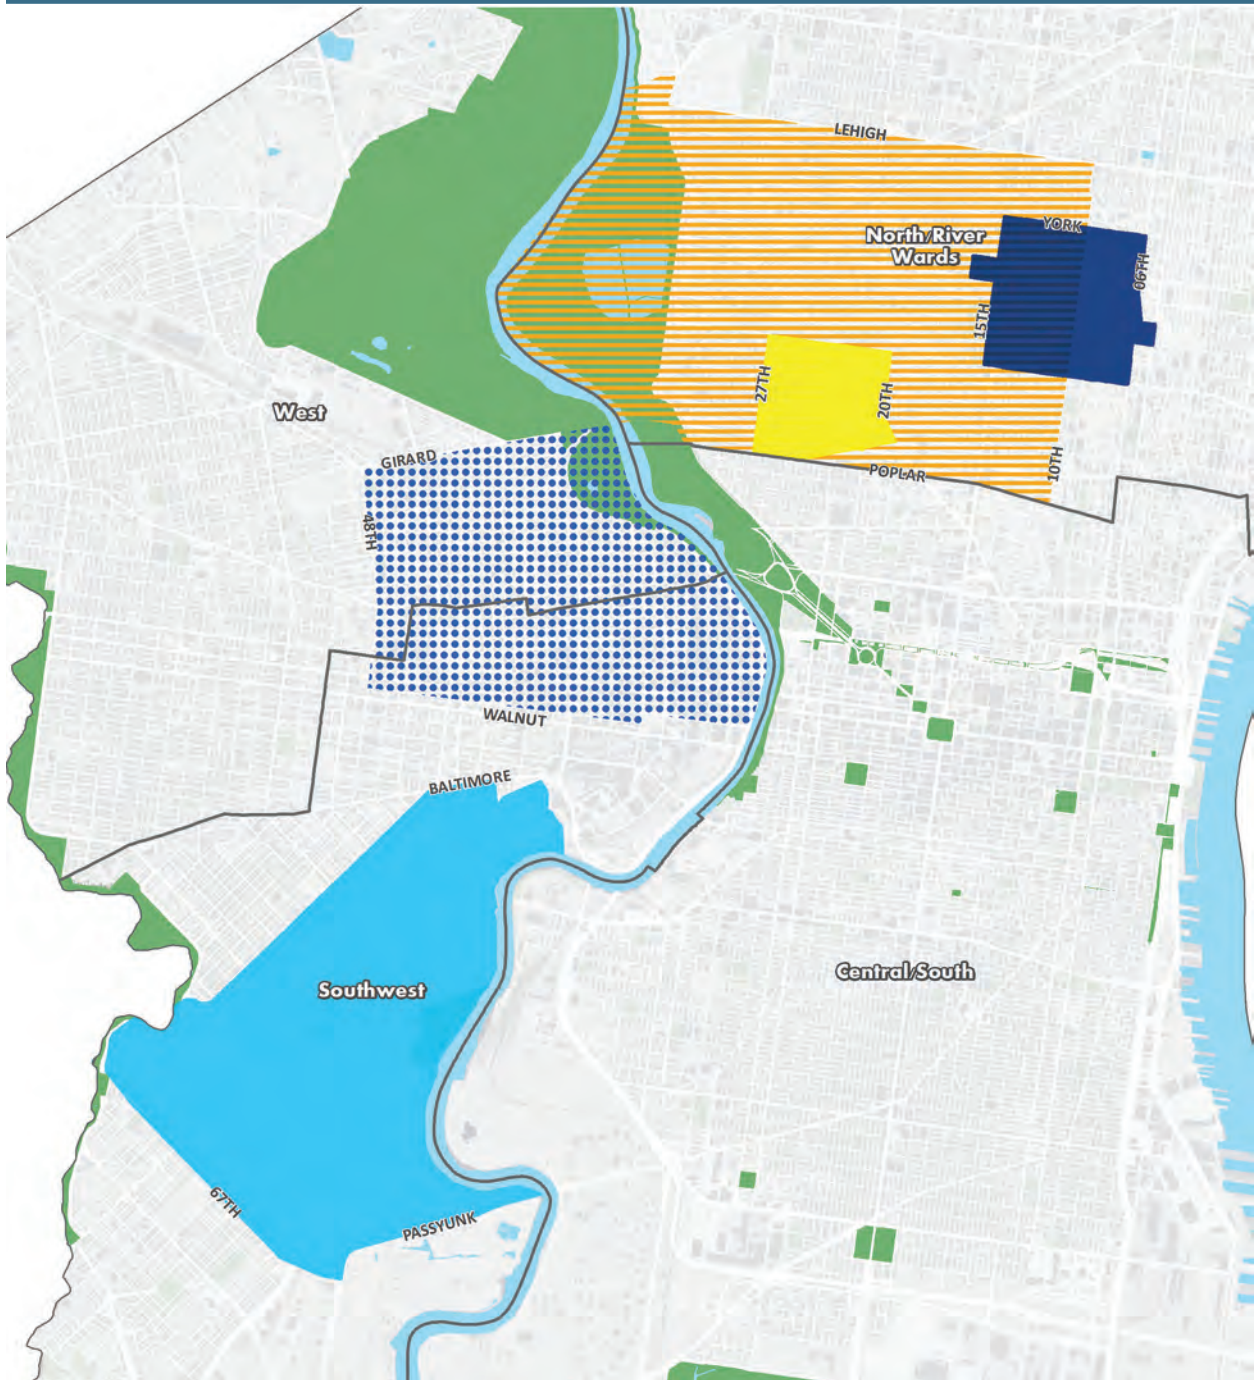 LEHIGH
YORK
North/River
Wards
06TH
15TH
27TH
20TH
West
GIRARD
POPLAR
10TH
48TH
WALNUT
BALTIMORE
Central/South
Southwest
67TH
PASSYUNK